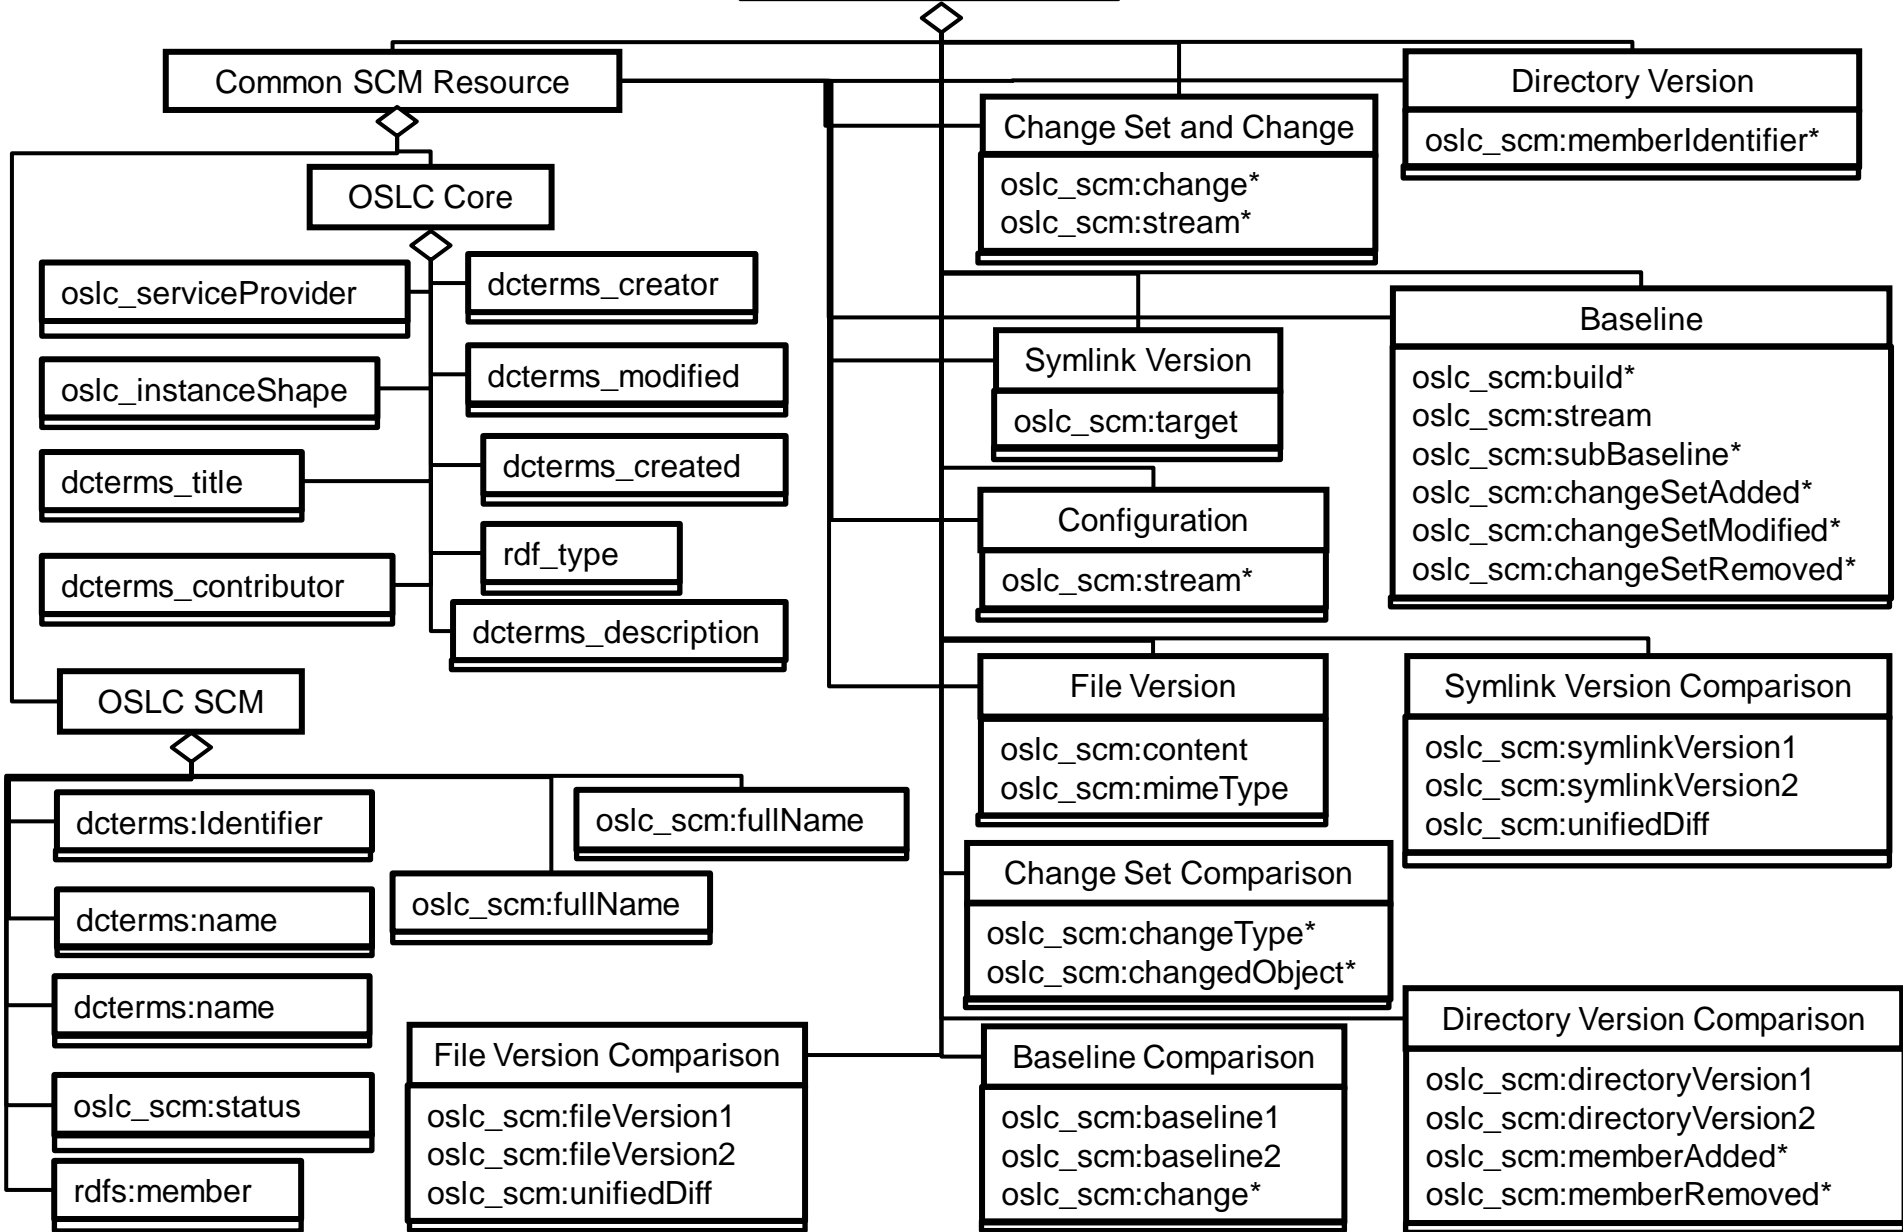 Common SCM Resource
OSLC Core
oslc_serviceProvider
dcterms_creator
oslc_instanceShape
dcterms_modified
dcterms_title
dcterms_created
rdf_type
dcterms_contributor
dcterms_description
OSLC SCM
dcterms:Identifier
oslc_scm:fullName
dcterms:name
oslc_scm:fullName
dcterms:name
oslc_scm:status
rdfs:member
File Version Comparison
oslc_scm:fileVersion1
oslc_scm:fileVersion2
oslc_scm:unifiedDiff
Change Set and Change
oslc_scm:change*
oslc_scm:stream*
Directory Version
oslc_scm:memberIdentifier*
Symlink Version
oslc_scm:target
Baseline
oslc_scm:build*
oslc_scm:stream
oslc_scm:subBaseline*
oslc_scm:changeSetAdded*
oslc_scm:changeSetModified*
oslc_scm:changeSetRemoved*
Configuration
oslc_scm:stream*
File Version
oslc_scm:content
oslc_scm:mimeType
Symlink Version Comparison
oslc_scm:symlinkVersion1
oslc_scm:symlinkVersion2
oslc_scm:unifiedDiff
Change Set Comparison
oslc_scm:changeType*
oslc_scm:changedObject*
Baseline Comparison
oslc_scm:baseline1
oslc_scm:baseline2
oslc_scm:change*
Directory Version Comparison
oslc_scm:directoryVersion1
oslc_scm:directoryVersion2
oslc_scm:memberAdded*
oslc_scm:memberRemoved*